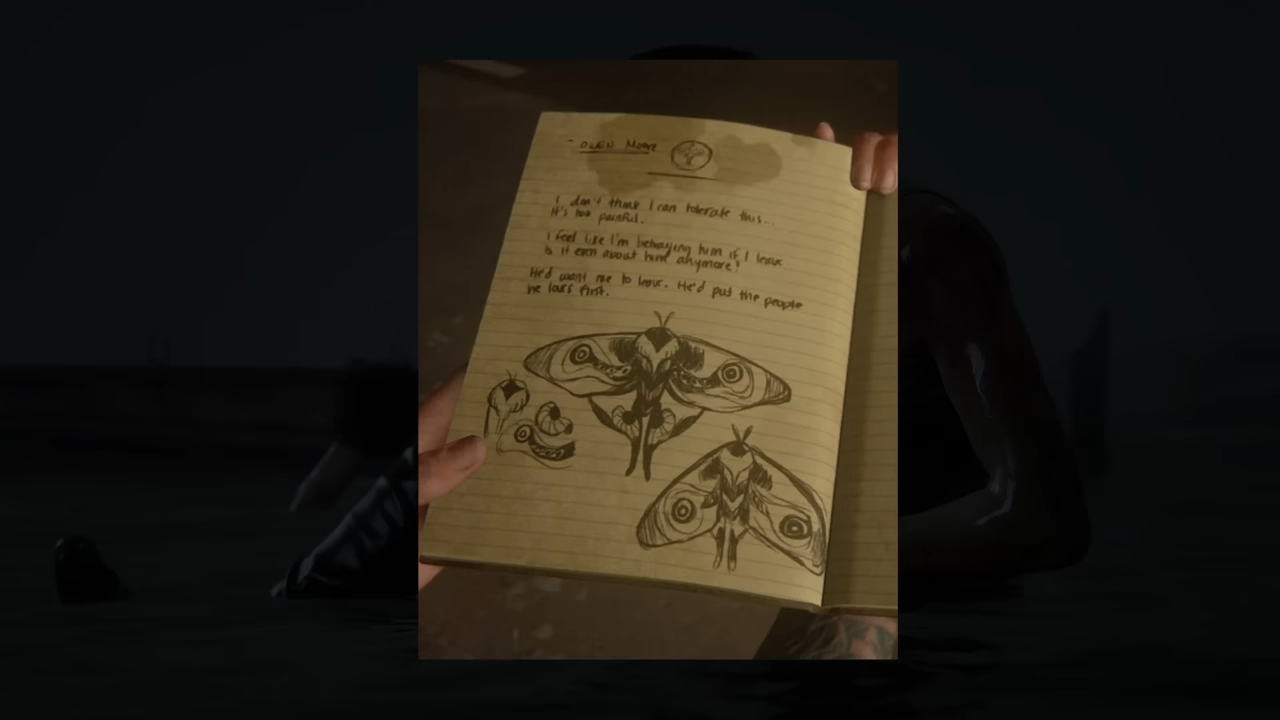 - OWEN MOORE
I don't think I can tolerate this...
It's too painful.
I feel like I'm betraying him if I leave
Is it even about him anymore?
He'd want me to leave. He'd put the people
he loves first.